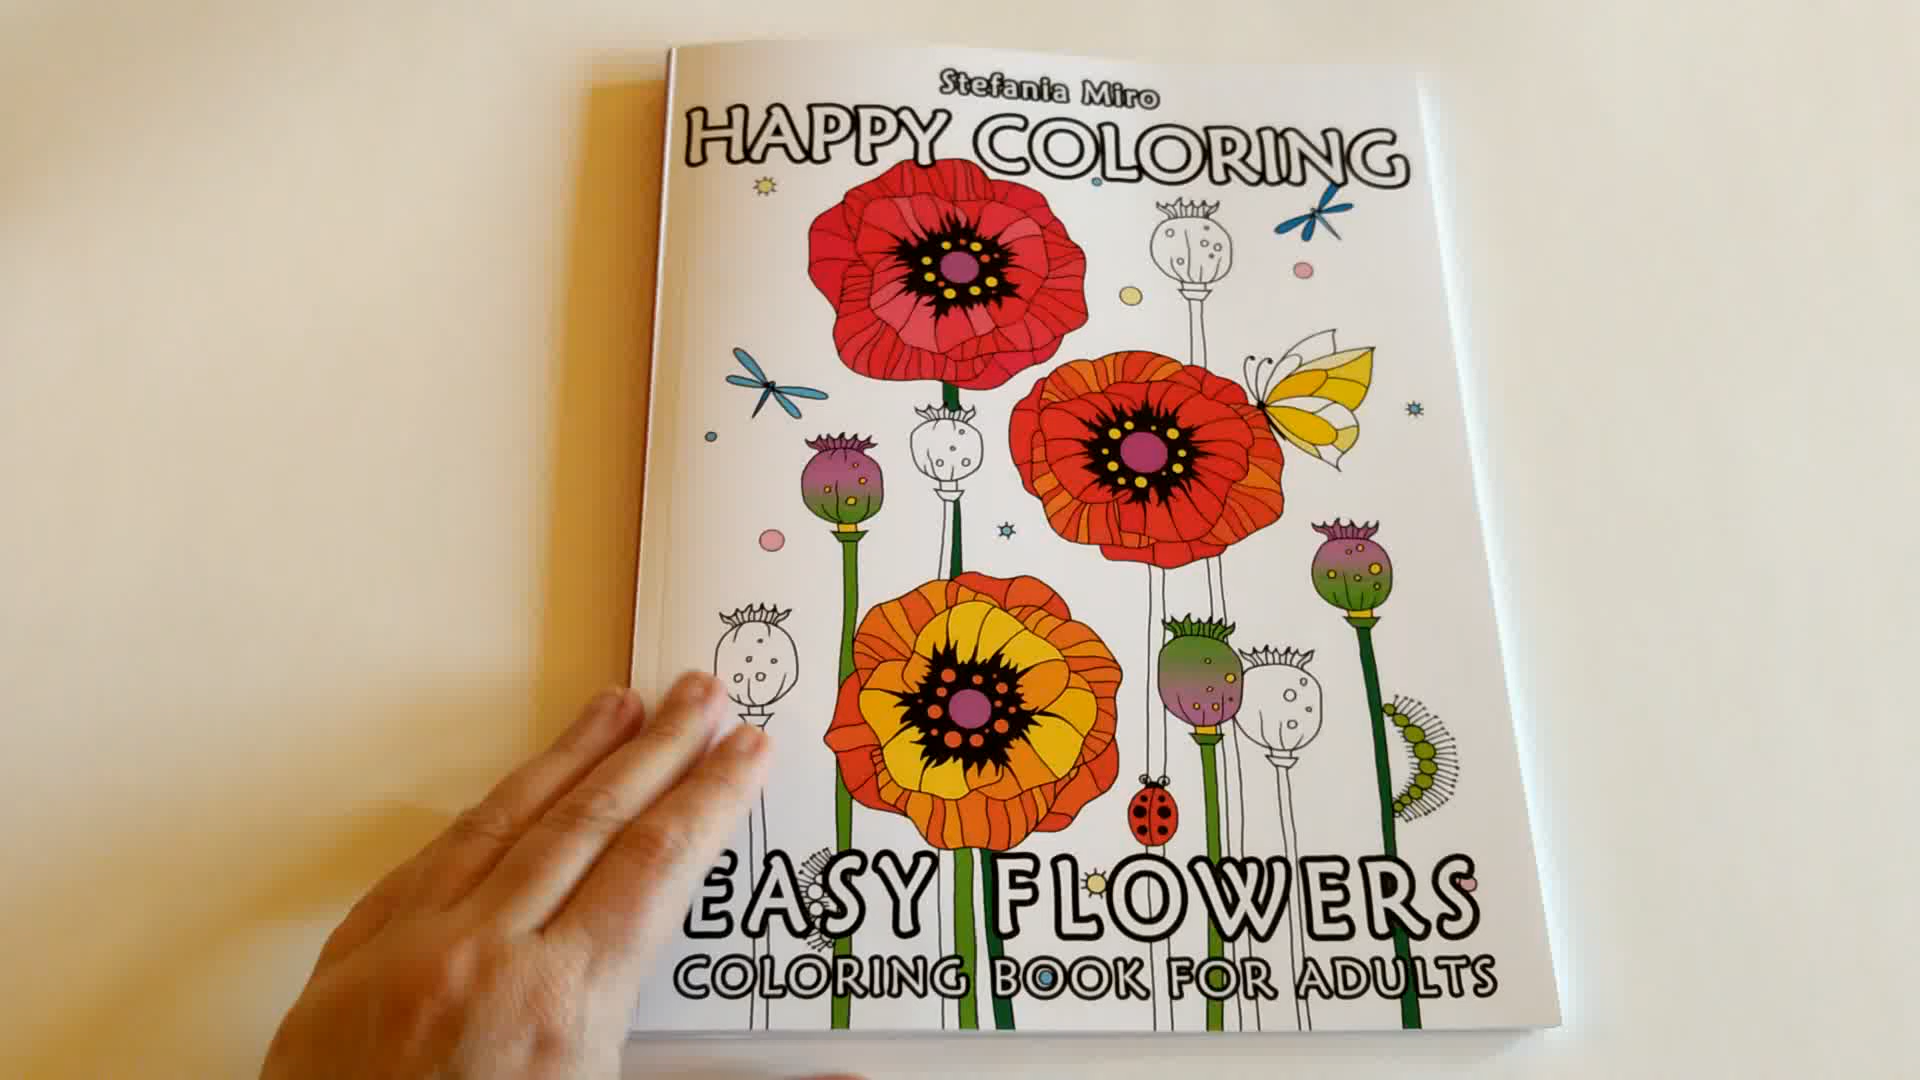 Stefania Miro
HAPPY COLORING
EASY FLOWERS
COLORING BOOK FOR ADULTS